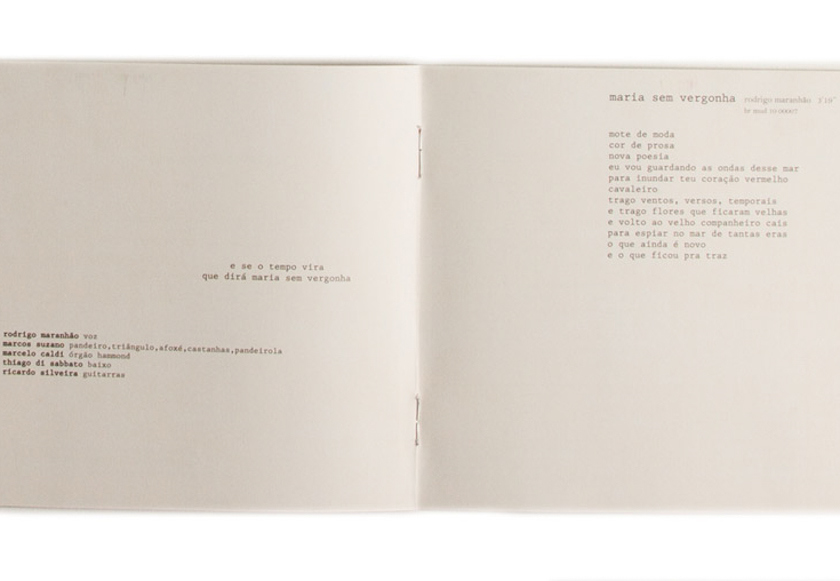 e se o tempo vira
que dirá maria sem vergonha
rodrigo maranhão voz
marcos suzano pandeiro,triângulo,afoxé,castanhas,pandeirola
marcelo caldi órgão hammond
thiago di sabbato baixo
ricardo silveira guitarras
maria sem vergonha rodrigo maranhão 3'19"
mote de moda
cor de prosa
nova poesia
eu vou guardando as ondas desse mar
para inundar teu coração vermelho
cavaleiro
trago ventos, versos, temporais
e trago flores que ficaram velhas
e volto ao velho companheiro cais
para espiar no mar de tantas eras
o que ainda é novo
e o que ficou pra traz